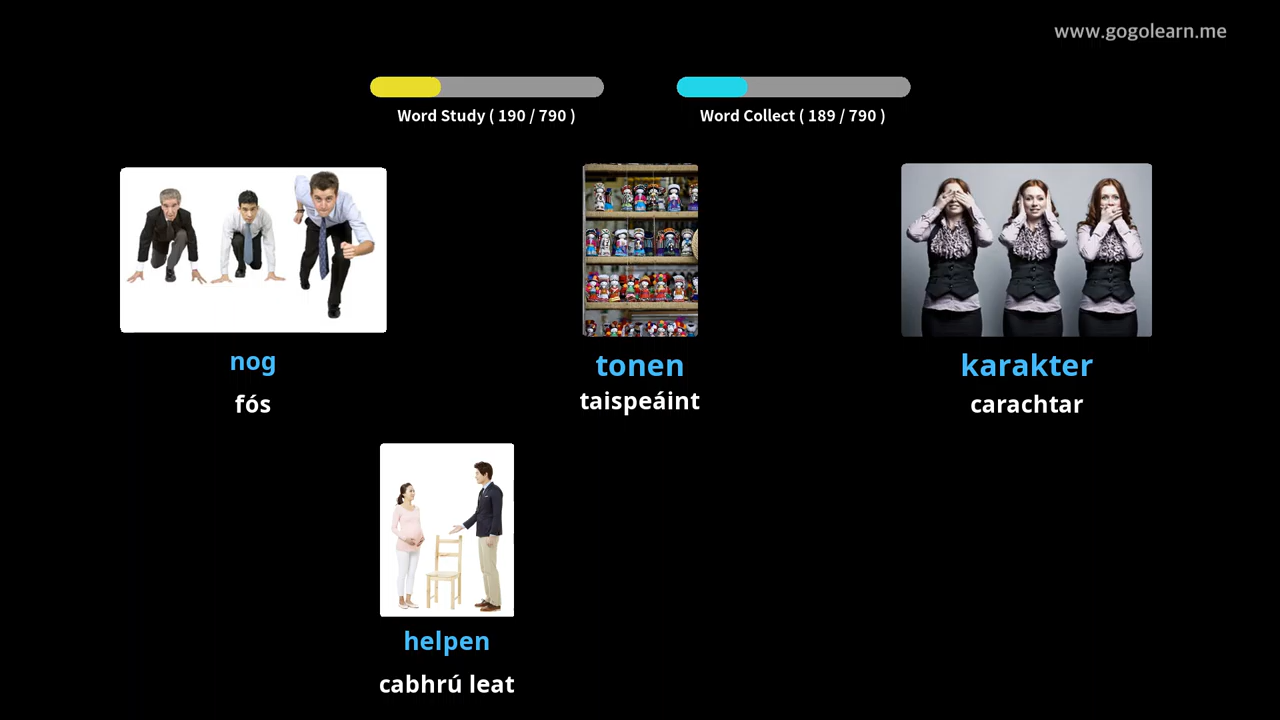 www.gogolearn.me
Word Study ( 190 / 790 )
Word Collect ( 189 / 790 )
nog
fós
tonen
taispeáint
karakter
carachtar
helpen
cabhrú leat